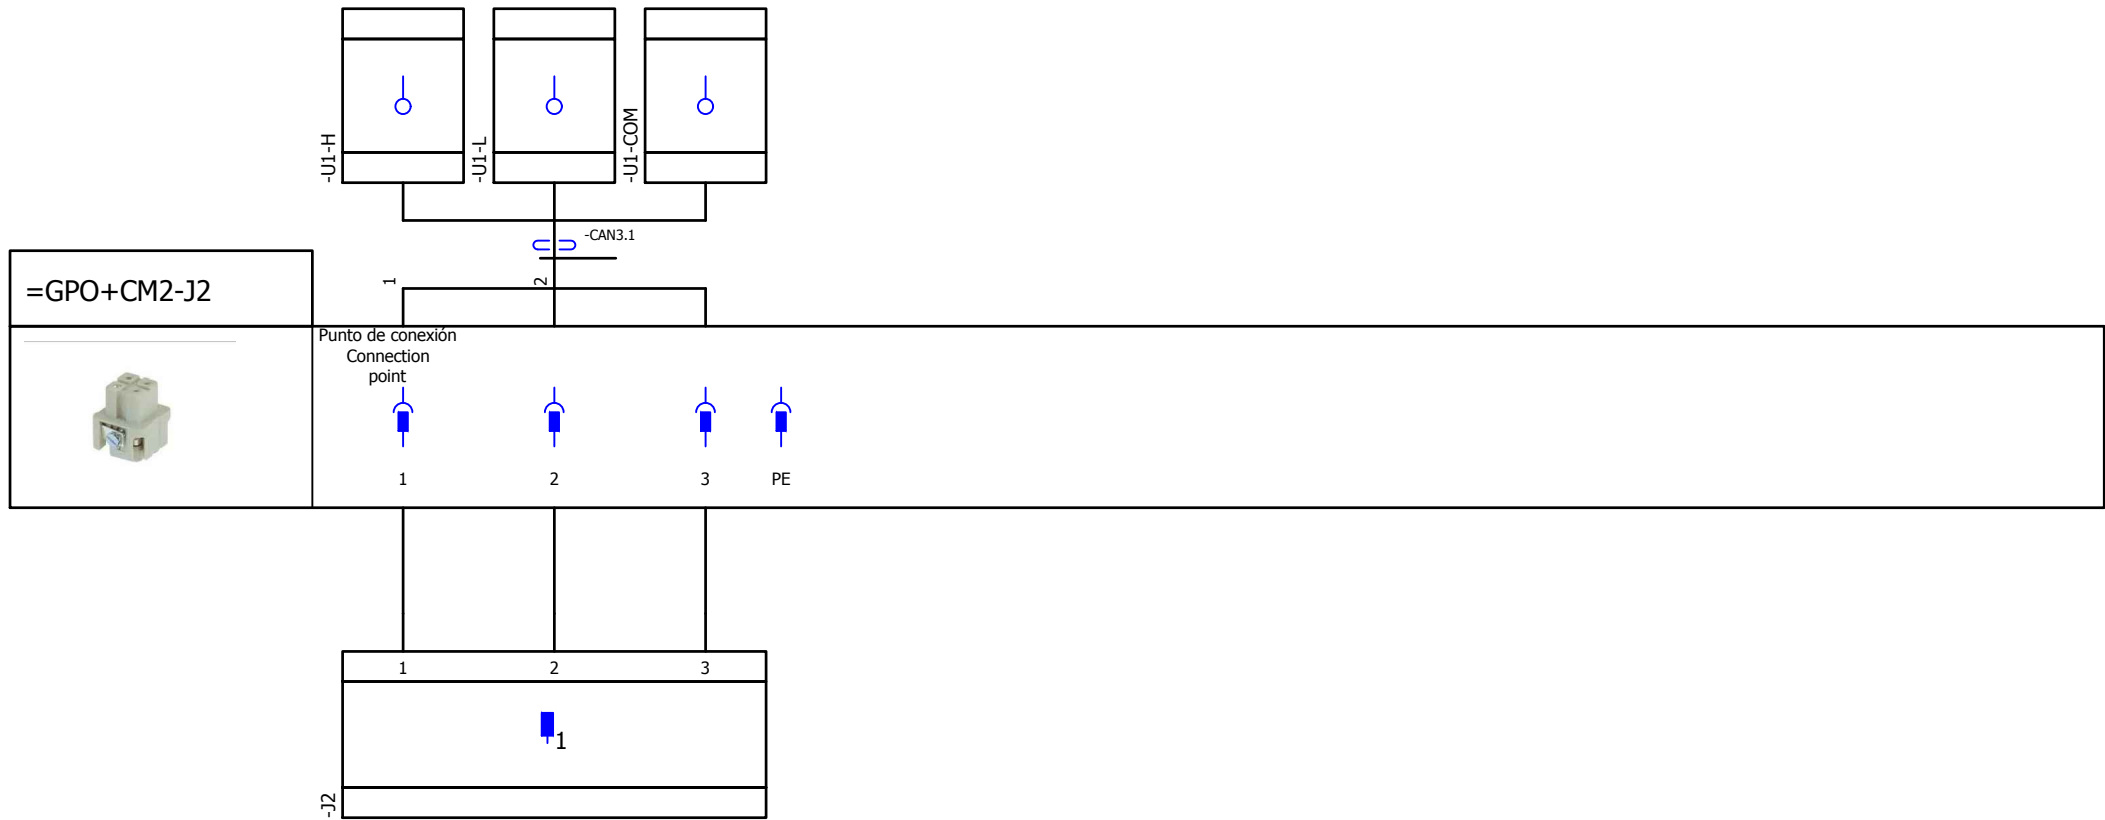 -U1-H
-U1-L
-U1-COM
-CAN3.1
1
2
=GPO+CM2-J2
Punto de conexión
Connection
point
1
2
3
PE
1
2
3
1
-J2